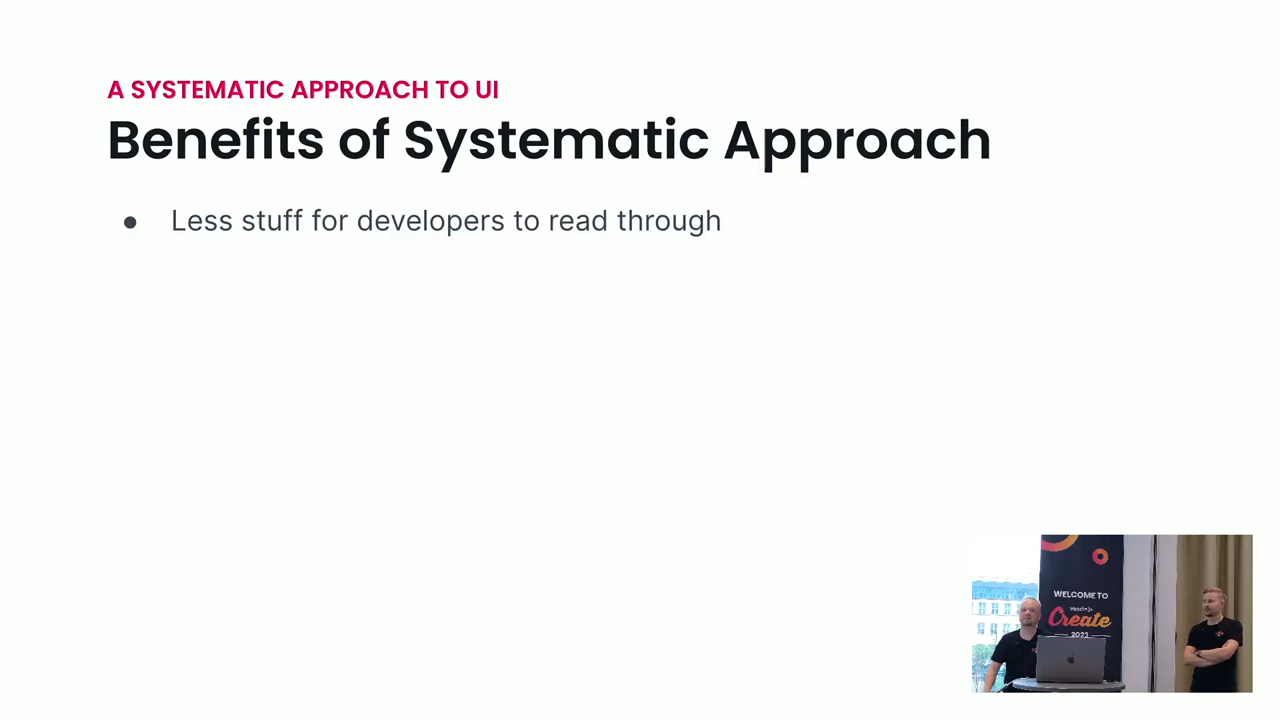 A SYSTEMATIC APPROACH TO UI
Benefits of Systematic Approach
● Less stuff for developers to read through
WELCOME TO
vaadin}>
Create
2023